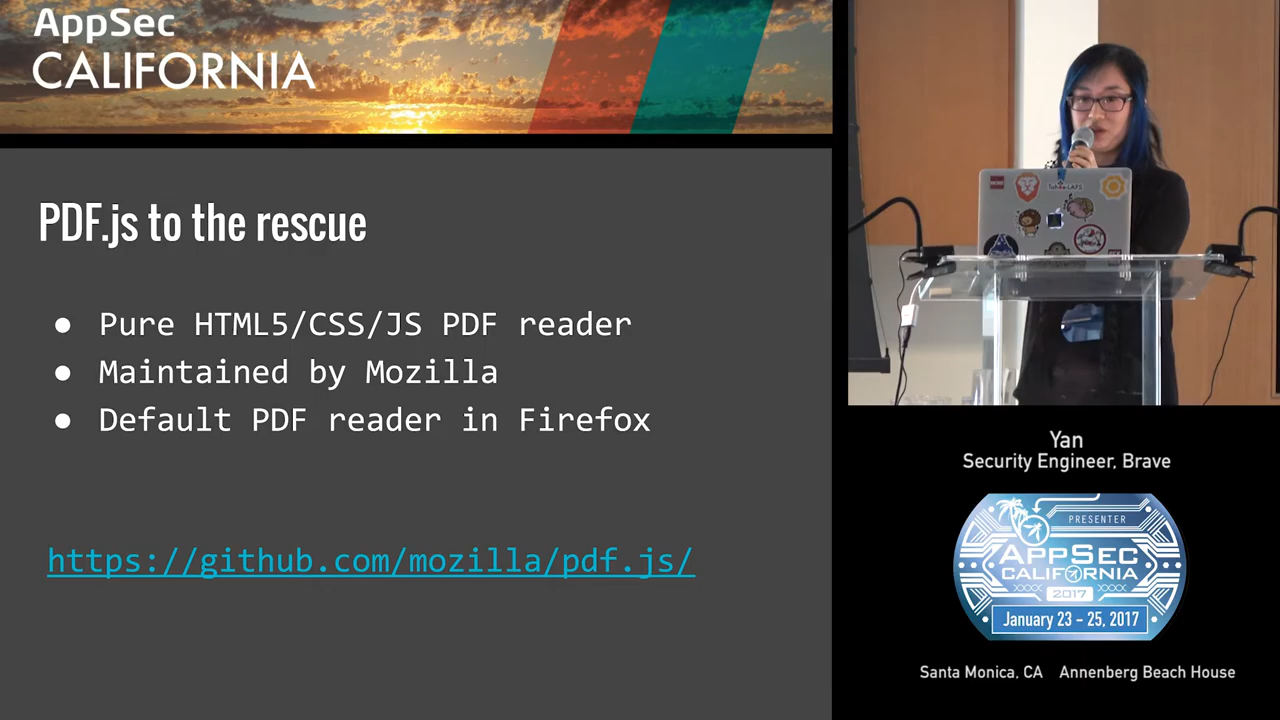 AppSec
CALIFORNIA
PDF.js to the rescue
● Pure HTML5/CSS/JS PDF reader
● Maintained by Mozilla
● Default PDF reader in Firefox
https://github.com/mozilla/pdf.js/
Tahoe-LAFS
Yan
Security Engineer, Brave
PRESENTER
APPSEC
CALIFORNIA
2017
January 23 - 25, 2017
Santa Monica, CA Annenberg Beach House